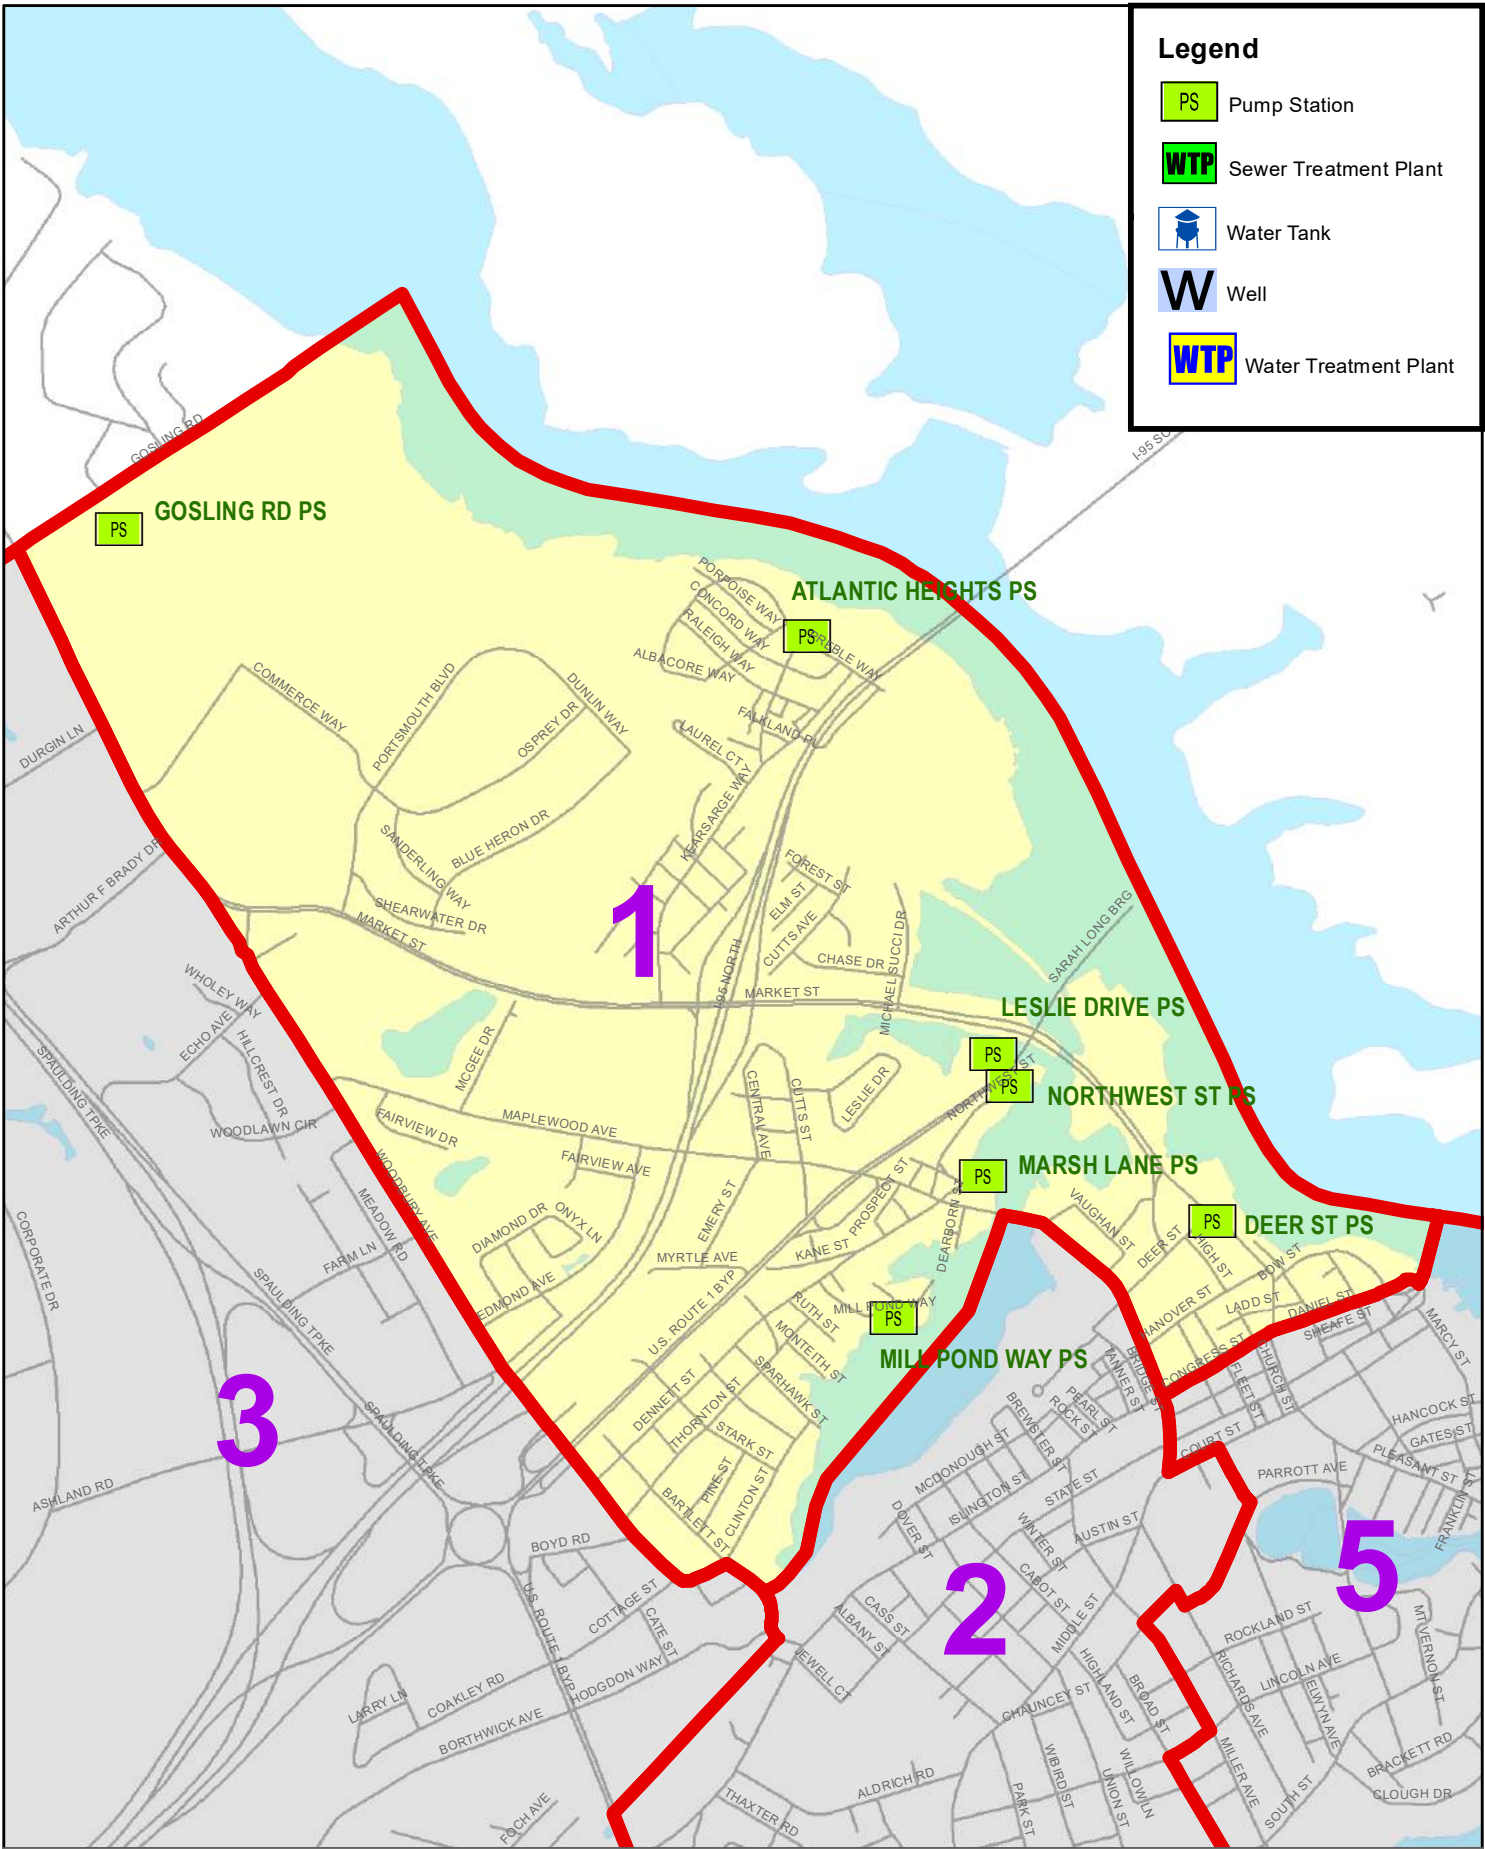 Legend
PS Pump Station
WTP Sewer Treatment Plant
Water Tank
W Well
WTP Water Treatment Plant
GOSLING RD
PS GOSLING RD PS
ATLANTIC HEIGHTS PS
PS
PORPOISE WAY
CONCORD WAY
RALEIGH WAY
PREBLE WAY
ALBACORE WAY
COMMERCE WAY
PORTSMOUTH BLVD
DUNLIN WAY
OSPREY DR
FALKLAND PL
LAUREL CT
DURGIN LN
KEARSARGE WAY
SANDERLING WAY
BLUE HERON DR
ARTHUR F BRADY DR
SHEARWATER DR
MARKET ST
FOREST ST
ELM ST
CUTTS AVE
CHASE DR
MICHAEL SUCCI DR
SARAH LONG BRG
1
I-95 NORTH
MARKET ST
WHOLEY WAY
ECHO AVE
HILLCREST DR
WOODLAWN CIR
SPAULDING TPKE
MCGEE DR
LESLIE DRIVE PS
PS
NORTHWEST ST
PS NORTHWEST ST PS
FAIRVIEW DR
MAPLEWOOD AVE
FAIRVIEW AVE
CENTRAL AVE
CUTTS ST
LESLIE DR
PS MARSH LANE PS
WOODBURY AVE
MEADOW RD
FARM LN
DIAMOND DR
ONYX LN
EDMOND AVE
EMERY ST
PROSPECT ST
KANE ST
DEARBORN ST
MYRTLE AVE
VAUGHAN ST
DEER ST
PS DEER ST PS
HIGH ST
BOW ST
CORPORATE DR
SPAULDING TPKE
U.S. ROUTE 1 BYP
RUTH ST
MONTEITH ST
MILL POND WAY
PS
MILL POND WAY PS
HANOVER ST
LADD ST
DANIEL ST
SHEAFE ST
MARCY ST
CONGRESS ST
CHURCH ST
FLEET ST
BRIDGE ST
TANNER ST
PEARL ST
ROCK ST
BREWSTER ST
SPARHAWK ST
DENNETT ST
THORNTON ST
STARK ST
PINE ST
CLINTON ST
BARTLETT ST
3
SPAULDING TPKE
ASHLAND RD
MCDONOUGH ST
ISLINGTON ST
STATE ST
COURT ST
HANCOCK ST
GATES ST
PLEASANT ST
FRANKLIN ST
PARROTT AVE
5
DOVER ST
WINTER ST
AUSTIN ST
CABOT ST
2
MIDDLE ST
BOYD RD
COTTAGE ST
CATE ST
U.S. ROUTE 1 BYP
HODGDON WAY
LARRY LN
COAKLEY RD
BORTHWICK AVE
CASS ST
ALBANY ST
JEWELL CT
ROCKLAND ST
LINCOLN AVE
MT VERNON ST
RICHARDS AVE
ELWYN AVE
HIGHLAND ST
BROAD ST
CHAUNCEY ST
BRACKETT RD
CLOUGH DR
MILLER AVE
SOUTH ST
WILLOW LN
UNION ST
WIBIRD ST
PARK ST
ALDRICH RD
THAXTER RD
FOCH AVE